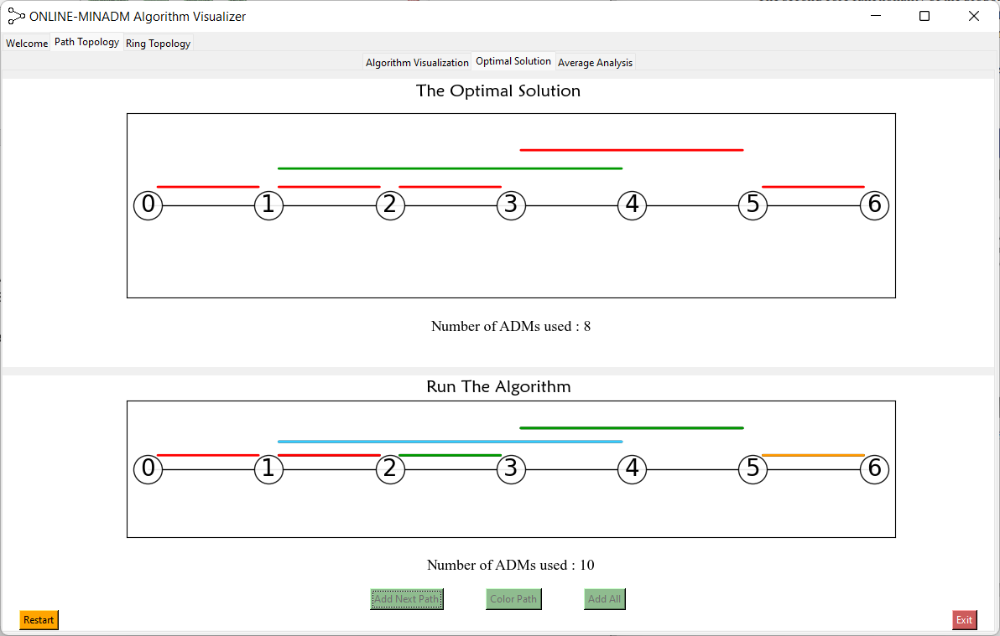 ONLINE-MINADM Algorithm Visualizer
Welcome Path Topology Ring Topology
Algorithm Visualization Optimal Solution Average Analysis
The Optimal Solution
0 1 2 3 4 5 6
Number of ADMs used : 8
Run The Algorithm
0 1 2 3 4 5 6
Number of ADMs used : 10
Add Next Path Color Path Add All
Restart Exit